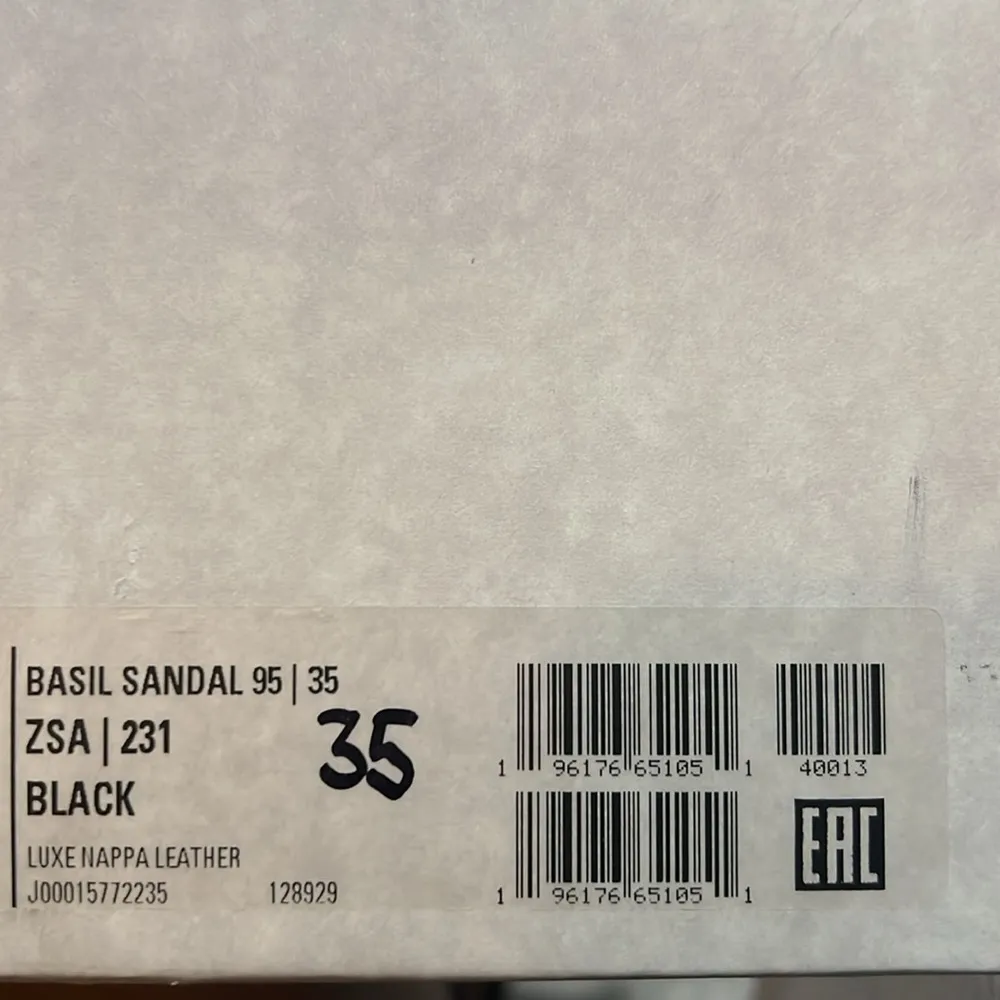 BASIL SANDAL 95 | 35
ZSA | 231
35
BLACK
LUXE NAPPA LEATHER
J00015772235 128929
1 96176 65105 1
40013
EAC
1 96176 65105 1